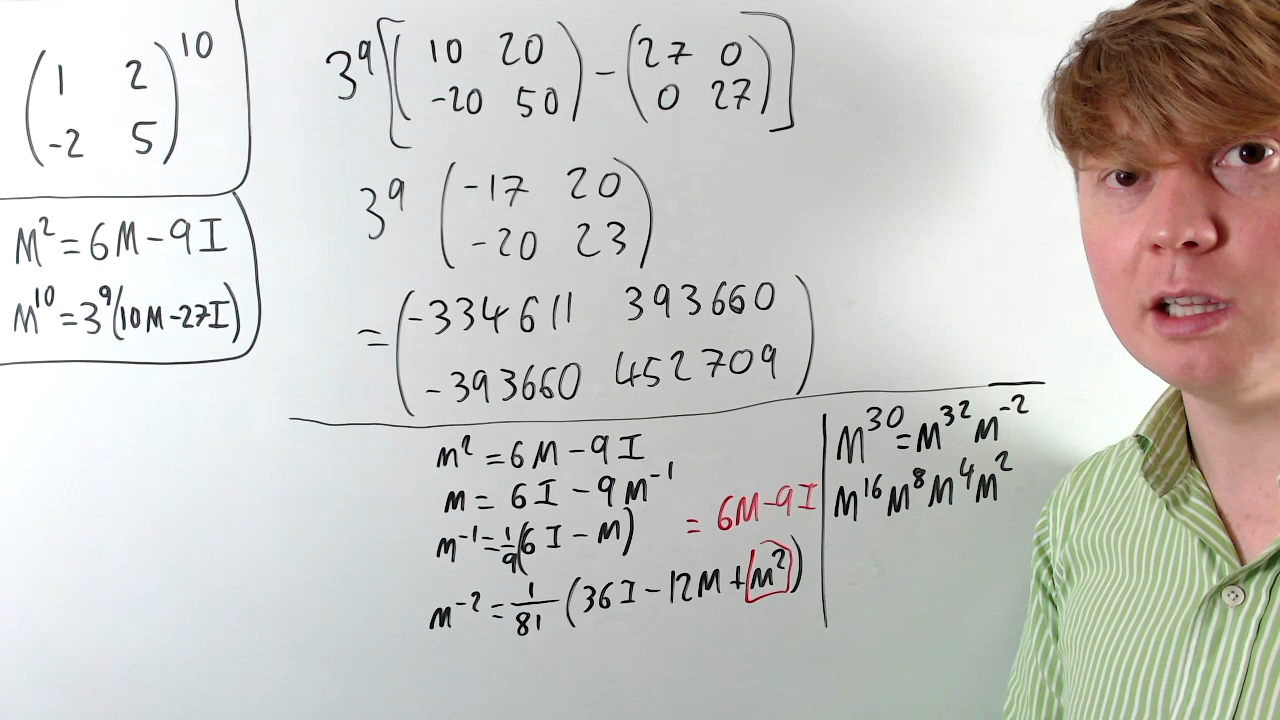 ( 1 2 )^10
( -2 5 )
M² = 6M - 9I
M^10 = 3^9(10M - 27I)
3^9 [ ( 10 20 ) - ( 27 0 ) ]
( -20 50 ) ( 0 27 )
3^9 ( -17 20 )
( -20 23 )
= ( -334611 393660 )
( -393660 452709 )
M² = 6M - 9I
M = 6I - 9M^-1
M^-1 = 1/9(6I - M)
= 6M - 9I
M^-2 = 1/81 (36I - 12M + M²)
M^30 = M^32 M^-2
M^16 M^8 M^4 M^2